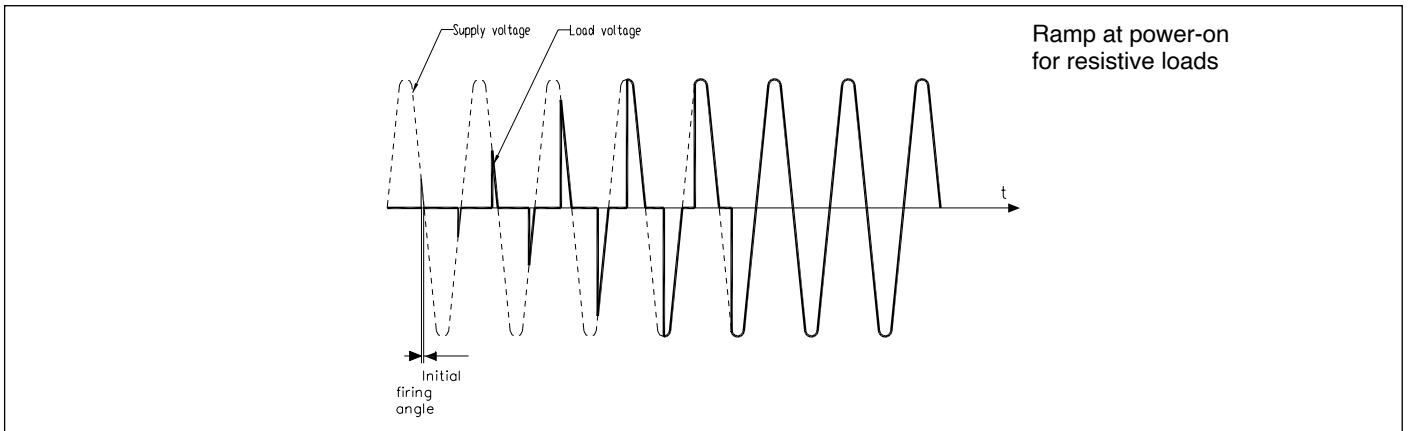 Supply voltage
Load voltage
Ramp at power-on
for resistive loads
t
Initial
firing
angle